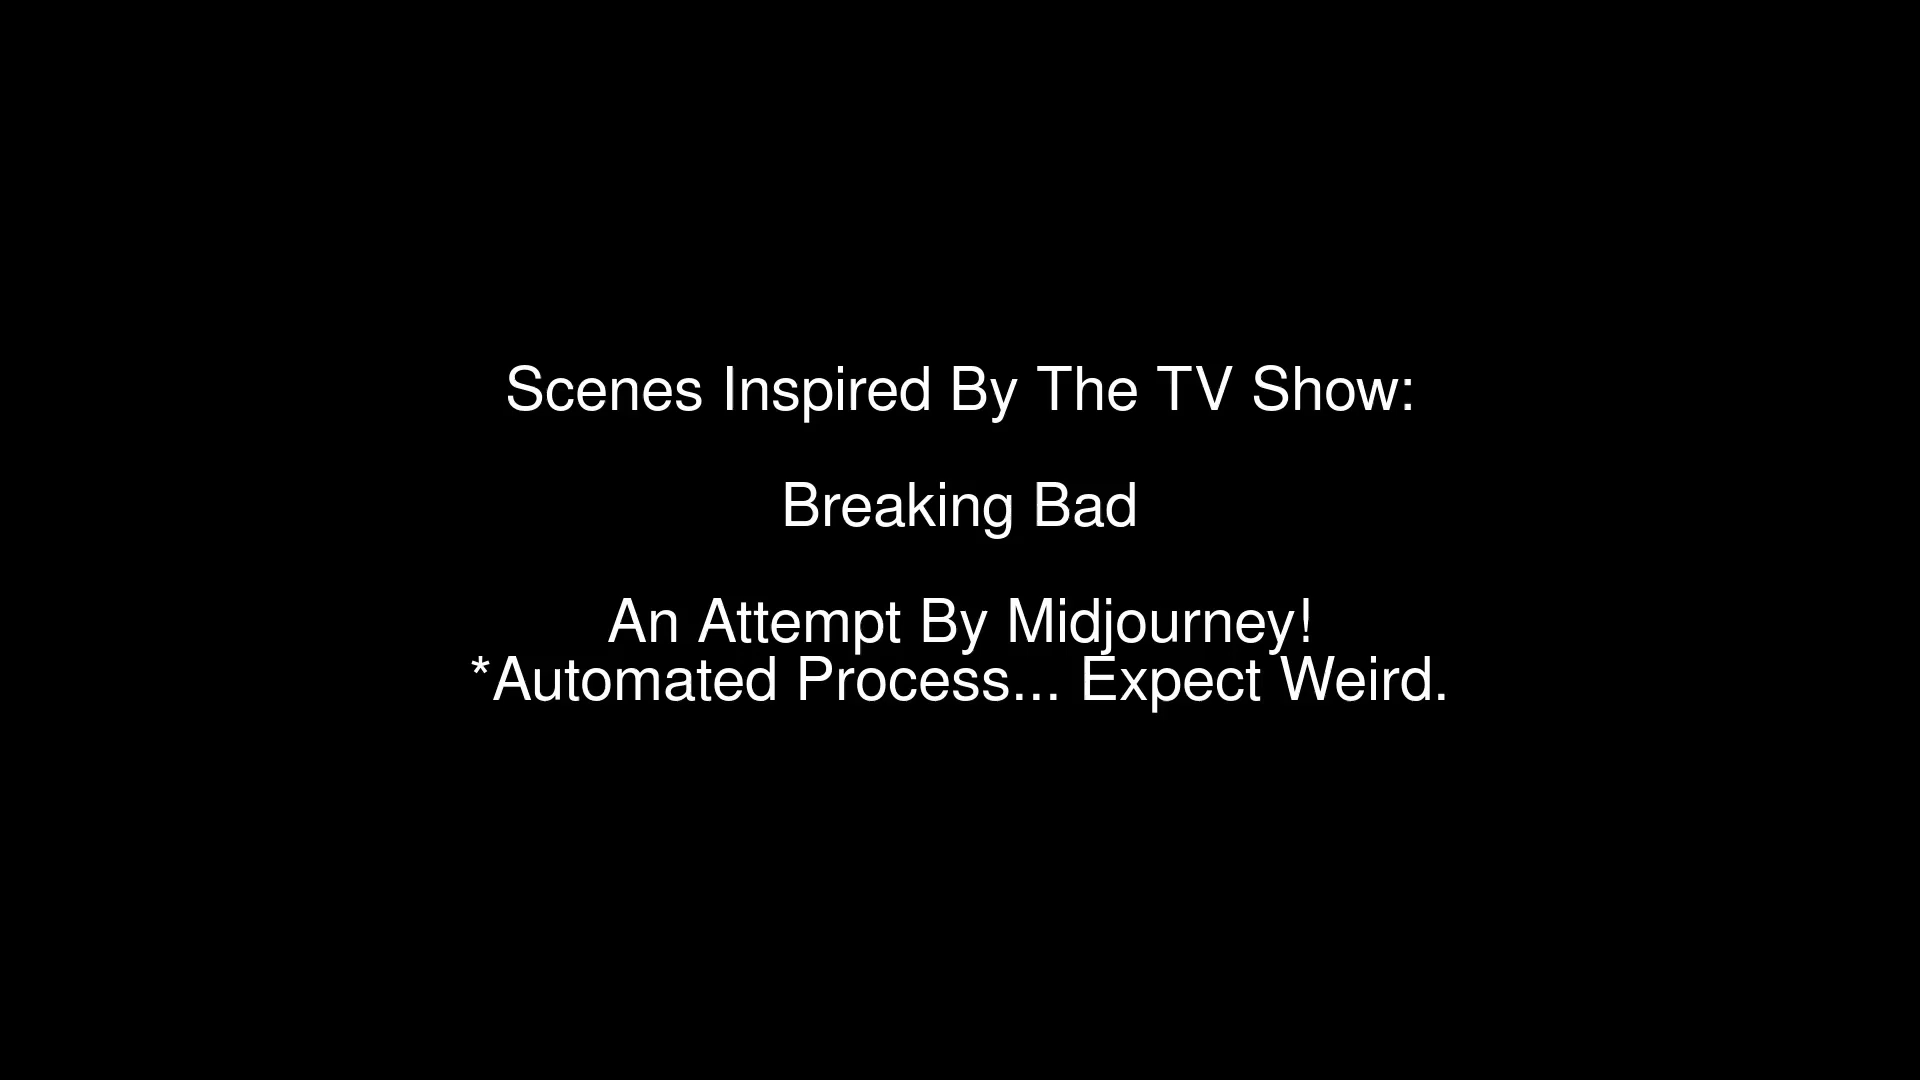 Scenes Inspired By The TV Show:
Breaking Bad
An Attempt By Midjourney!
*Automated Process... Expect Weird.